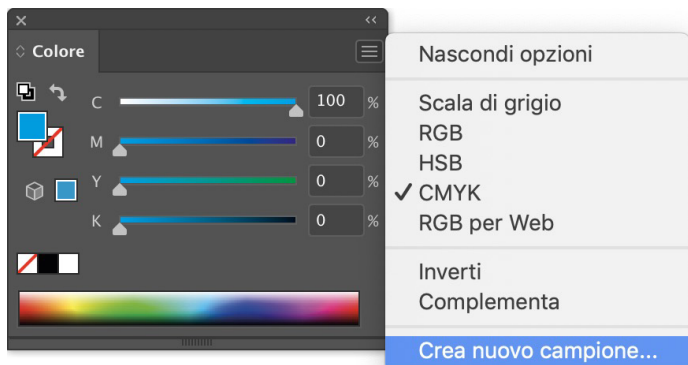 Colore
C 100 %
M 0 %
Y 0 %
K 0 %
Nascondi opzioni
Scala di grigio
RGB
HSB
✓ CMYK
RGB per Web
Inverti
Complementa
Crea nuovo campione...